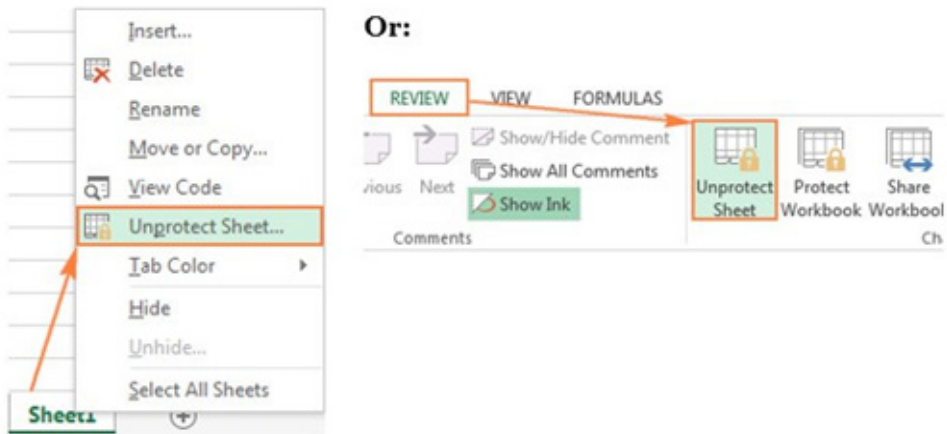 Insert...
Delete
Rename
Move or Copy...
View Code
Unprotect Sheet...
Tab Color
Hide
Unhide...
Select All Sheets
Sheet1
Or:
REVIEW VIEW FORMULAS
Show/Hide Comment
Show All Comments
Show Ink
vious Next
Comments
Unprotect Sheet
Protect Workbook
Share Workbool
Ch